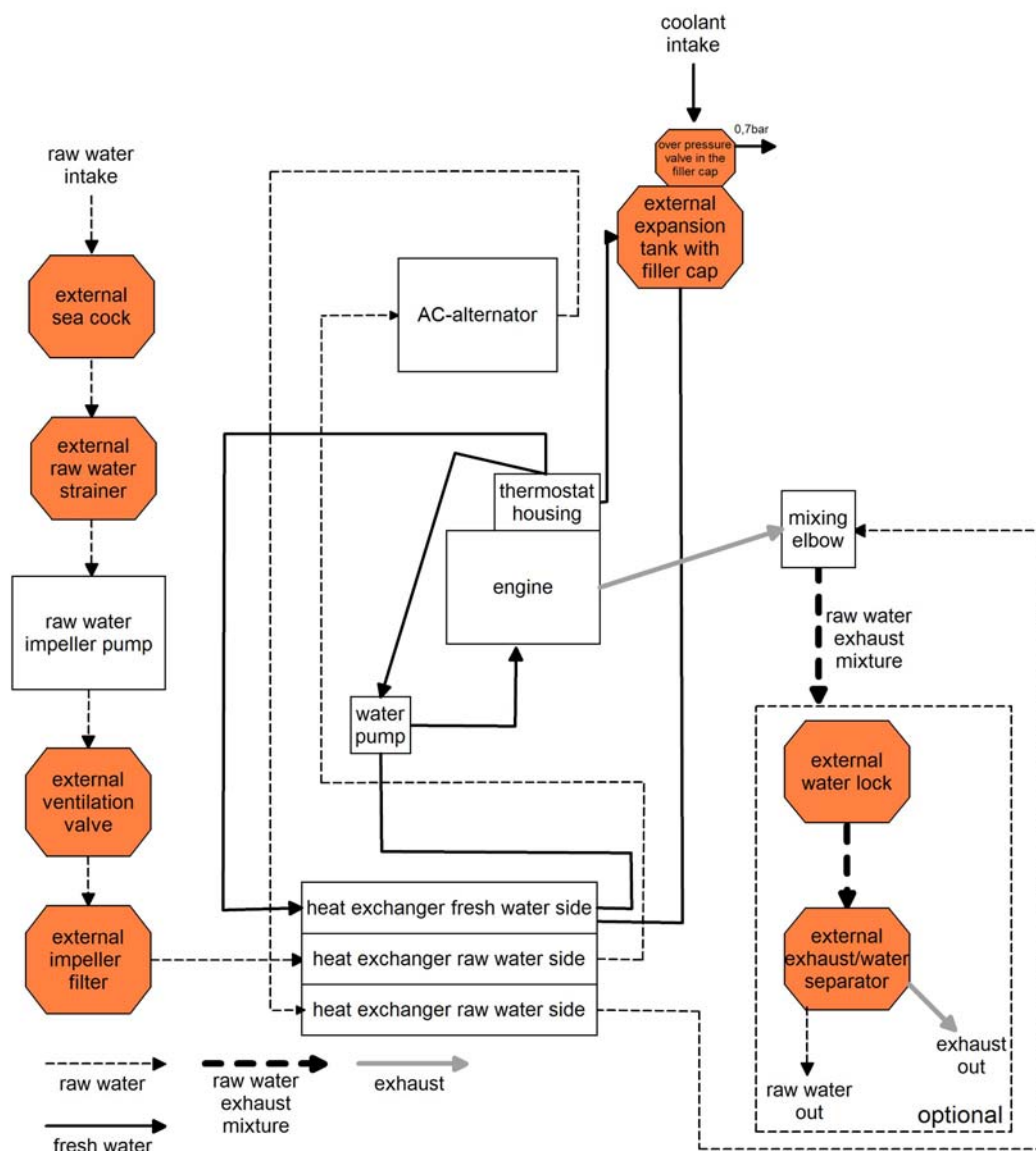 coolant
intake
0,7bar
over pressure
valve in the
filler cap
raw water
intake
external
expansion
tank with
filler cap
external
sea cock
AC-alternator
external
raw water
strainer
thermostat
housing
mixing
elbow
engine
raw water
impeller pump
raw water
exhaust
mixture
water
pump
external
ventilation
valve
external
water lock
heat exchanger fresh water side
external
impeller
filter
heat exchanger raw water side
external
exhaust/water
separator
heat exchanger raw water side
exhaust
out
raw water
raw water
exhaust
mixture
exhaust
raw water
out
optional
fresh water